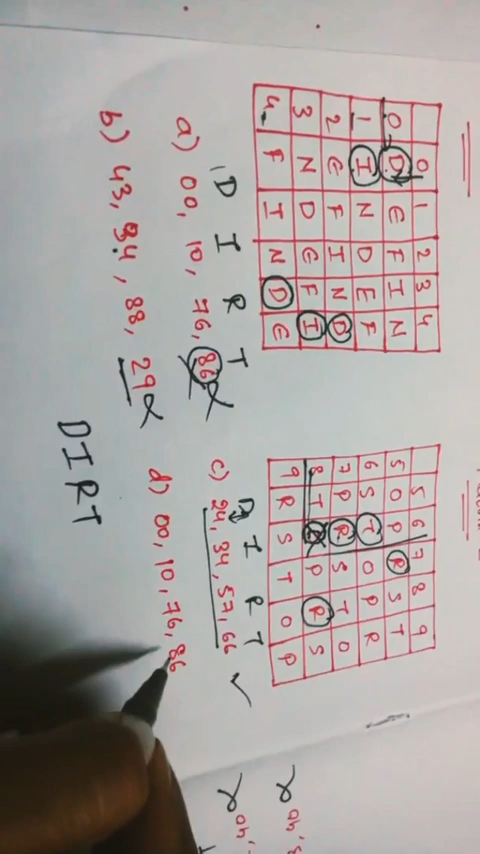 0 1 2 3 4
0 D E F I N
1 I N D E F
2 E F I N D
3 N D E F I
4 F I N D E
5 6 7 8 9
5 O P R S T
6 S T O P R
7 P R S T O
8 T P R S
9 R S T O P
D I R T
a) 00, 10, 76, 86
D I R T
c) 24, 34, 57, 66
b) 43, 34, 88, 29
d) 00, 10, 76, 86
DIRT